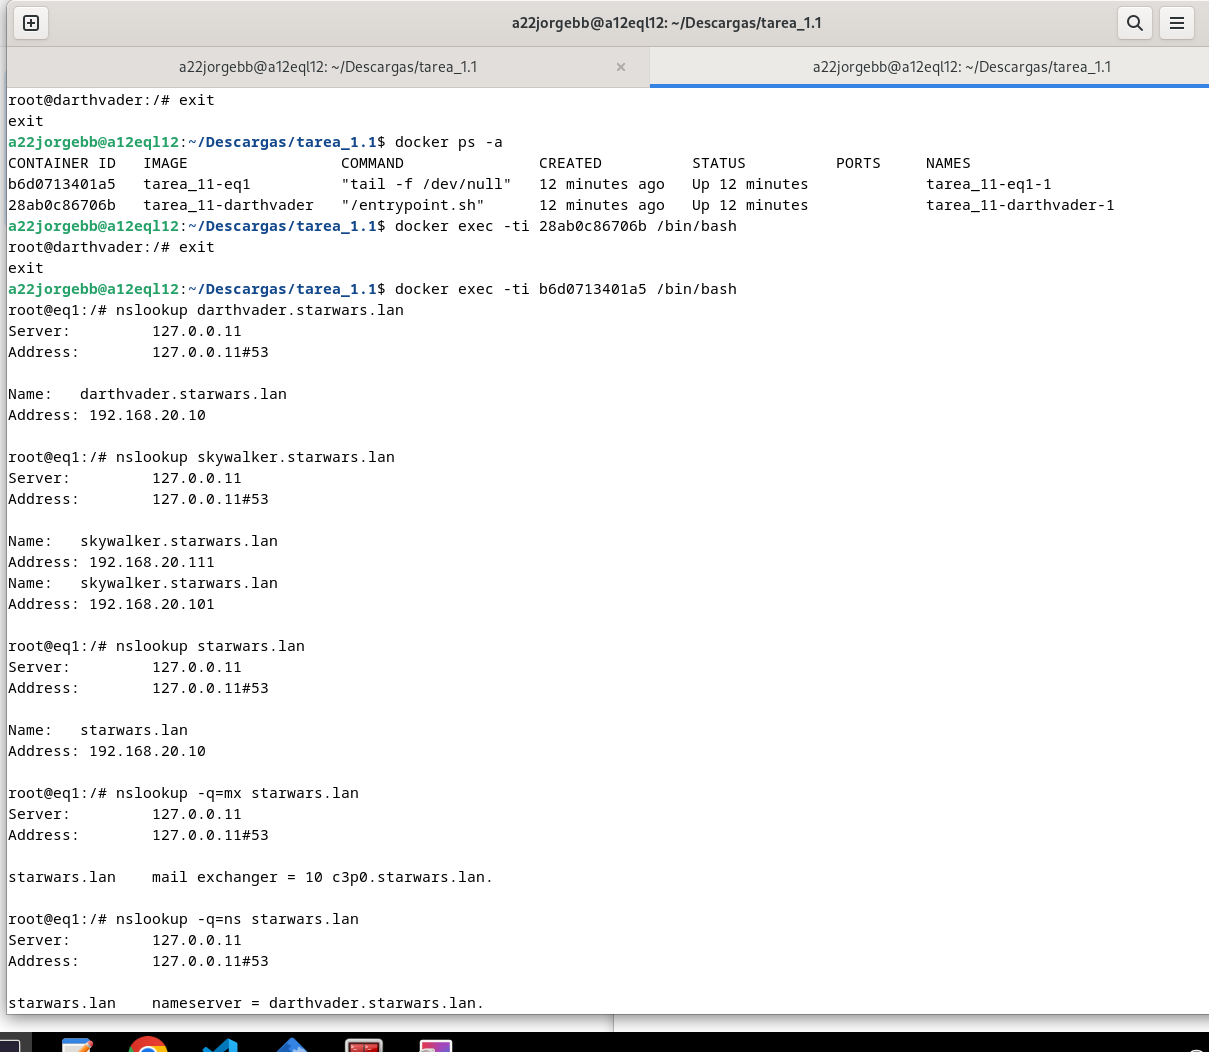 a22jorgebb@a12eql12: ~/Descargas/tarea_1.1
a22jorgebb@a12eql12: ~/Descargas/tarea_1.1 × a22jorgebb@a12eql12: ~/Descargas/tarea_1.1
root@darthvader:/# exit
exit
a22jorgebb@a12eql12:~/Descargas/tarea_1.1$ docker ps -a
CONTAINER ID   IMAGE                 COMMAND               CREATED          STATUS          PORTS     NAMES
b6d0713401a5   tarea_11-eq1          "tail -f /dev/null"   12 minutes ago   Up 12 minutes             tarea_11-eq1-1
28ab0c86706b   tarea_11-darthvader   "/entrypoint.sh"      12 minutes ago   Up 12 minutes             tarea_11-darthvader-1
a22jorgebb@a12eql12:~/Descargas/tarea_1.1$ docker exec -ti 28ab0c86706b /bin/bash
root@darthvader:/# exit
exit
a22jorgebb@a12eql12:~/Descargas/tarea_1.1$ docker exec -ti b6d0713401a5 /bin/bash
root@eq1:/# nslookup darthvader.starwars.lan
Server:         127.0.0.11
Address:        127.0.0.11#53

Name:   darthvader.starwars.lan
Address: 192.168.20.10

root@eq1:/# nslookup skywalker.starwars.lan
Server:         127.0.0.11
Address:        127.0.0.11#53

Name:   skywalker.starwars.lan
Address: 192.168.20.111
Name:   skywalker.starwars.lan
Address: 192.168.20.101

root@eq1:/# nslookup starwars.lan
Server:         127.0.0.11
Address:        127.0.0.11#53

Name:   starwars.lan
Address: 192.168.20.10

root@eq1:/# nslookup -q=mx starwars.lan
Server:         127.0.0.11
Address:        127.0.0.11#53

starwars.lan    mail exchanger = 10 c3p0.starwars.lan.

root@eq1:/# nslookup -q=ns starwars.lan
Server:         127.0.0.11
Address:        127.0.0.11#53

starwars.lan    nameserver = darthvader.starwars.lan.